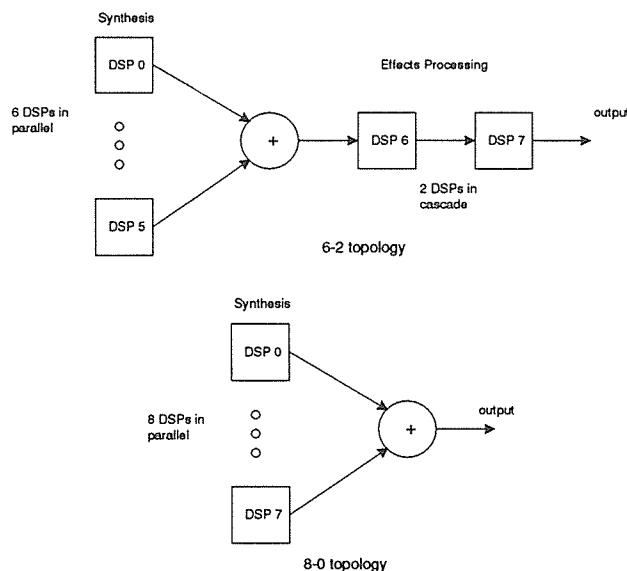 Synthesis
DSP 0
Effects Processing
6 DSPs in
parallel
output
+
DSP 6
DSP 7
2 DSPs in
cascade
DSP 5
6-2 topology
Synthesis
DSP 0
8 DSPs in
parallel
output
+
DSP 7
8-0 topology